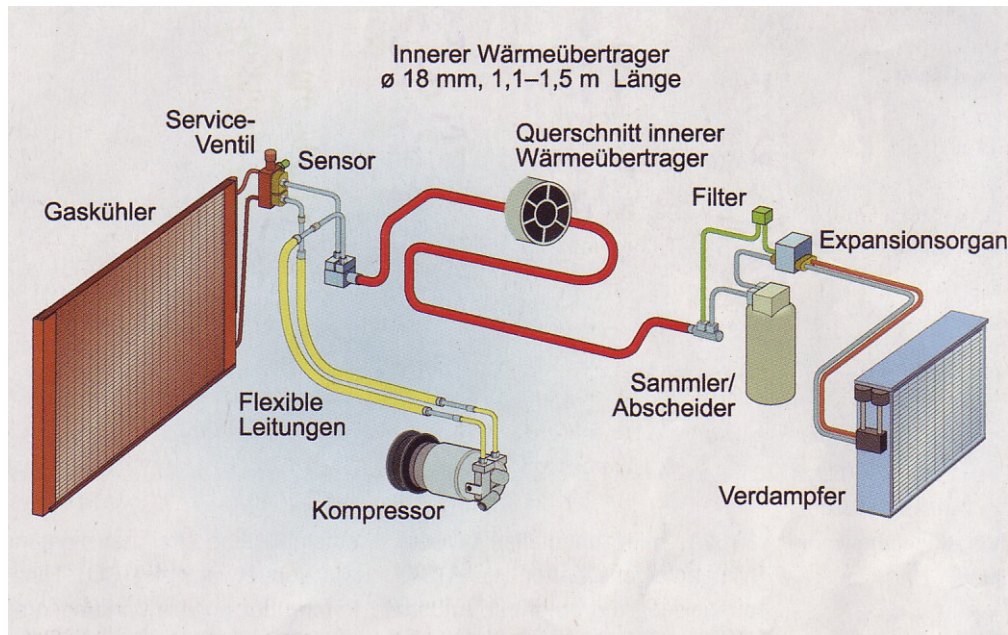 Innerer Wärmeübertrager
ø 18 mm, 1,1–1,5 m Länge
Service-
Ventil
Sensor
Querschnitt innerer
Wärmeübertrager
Gaskühler
Filter
Expansionsorgan
Flexible
Leitungen
Sammler/
Abscheider
Kompressor
Verdampfer